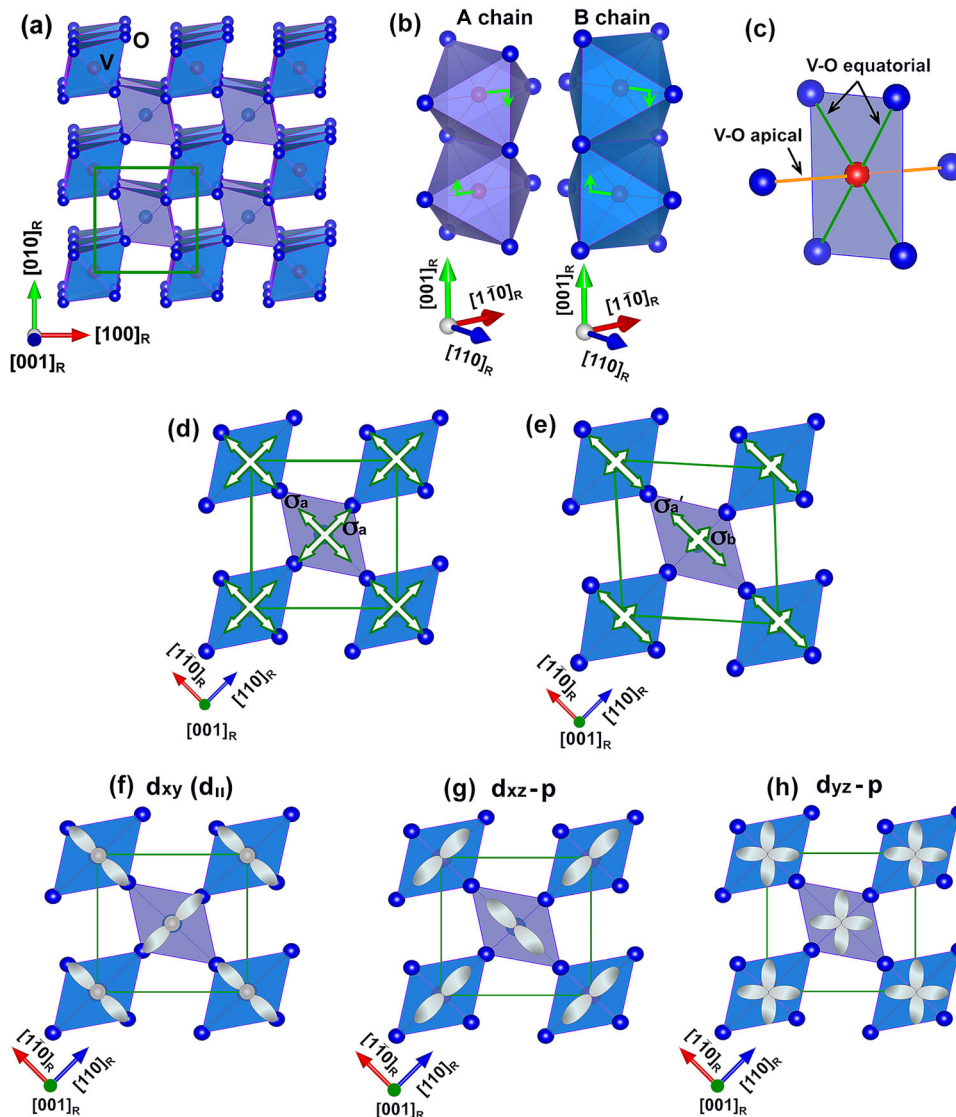 (a)
O
V
[010]R
[100]R
[001]R
(b)
A chain
B chain
[001]R
[11̄0]R
[110]R
[001]R
[11̄0]R
[110]R
(c)
V-O equatorial
V-O apical
(d)
σa
σa
[11̄0]R
[110]R
[001]R
(e)
σa′
σb
[11̄0]R
[110]R
[001]R
(f) dxy (dII)
[11̄0]R
[110]R
[001]R
(g) dxz-p
[11̄0]R
[110]R
[001]R
(h) dyz-p
[11̄0]R
[110]R
[001]R